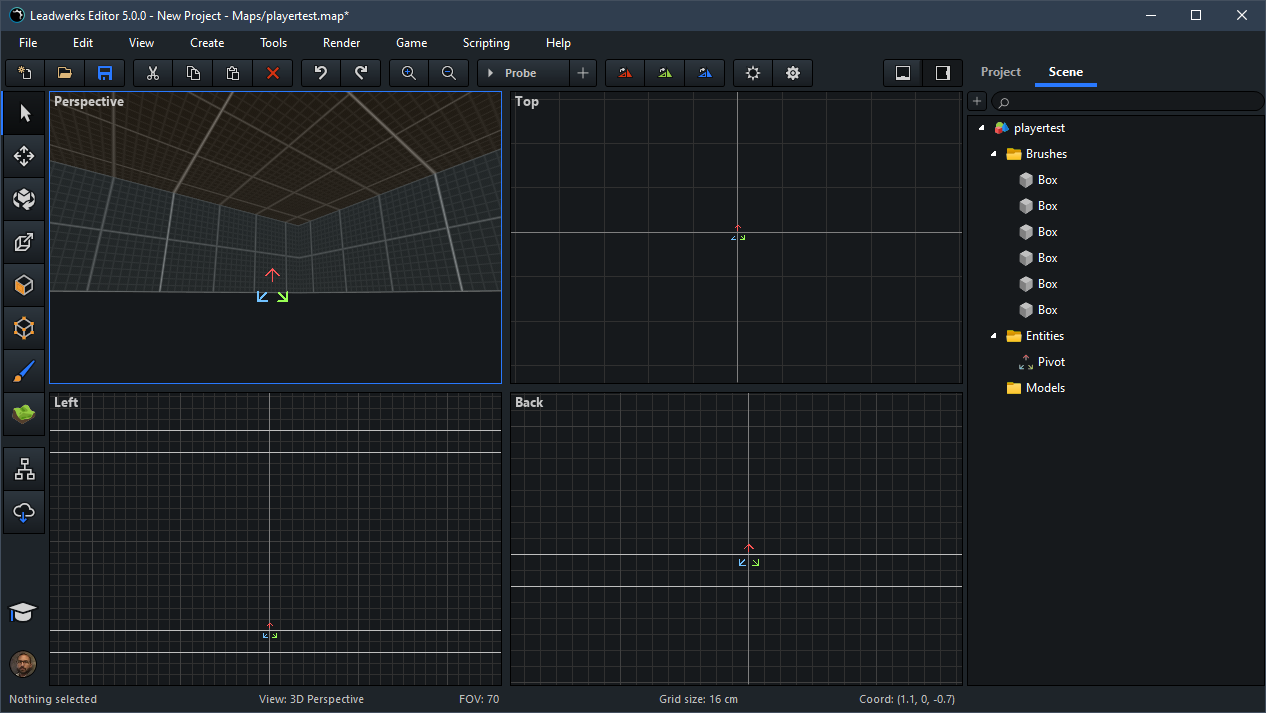 Leadwerks Editor 5.0.0 - New Project - Maps/playertest.map*
File Edit View Create Tools Render Game Scripting Help
Probe
Project Scene
Perspective
Top
playertest
Brushes
Box
Box
Box
Box
Box
Box
Entities
Pivot
Models
Left
Back
Nothing selected View: 3D Perspective FOV: 70 Grid size: 16 cm Coord: (1.1, 0, -0.7)